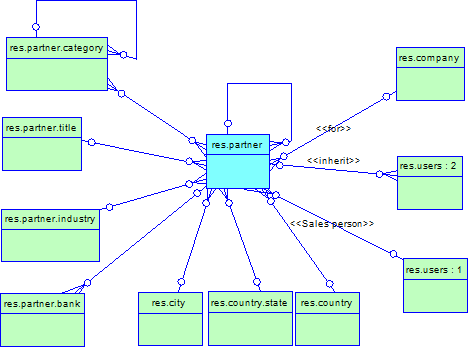 res.partner.category
res.company
res.partner.title
res.partner
<<for>>
<<inherit>>
res.users : 2
res.partner.industry
<<Sales person>>
res.users : 1
res.partner.bank
res.city
res.country.state
res.country